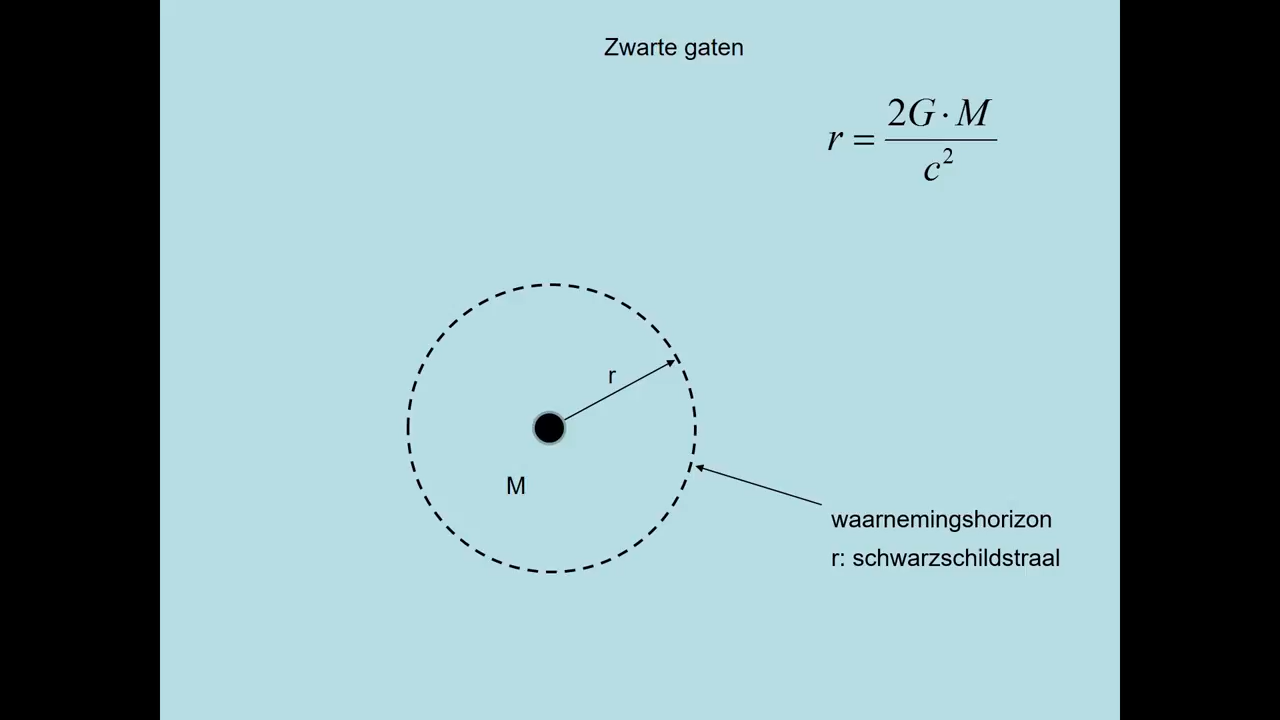 Zwarte gaten
r = 2G · M / c²
r
M
waarnemingshorizon
r: schwarzschildstraal